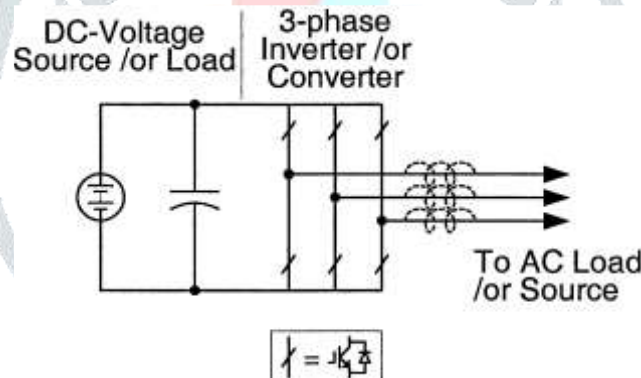 DC-Voltage
Source /or Load
3-phase
Inverter /or
Converter
To AC Load
/or Source
=